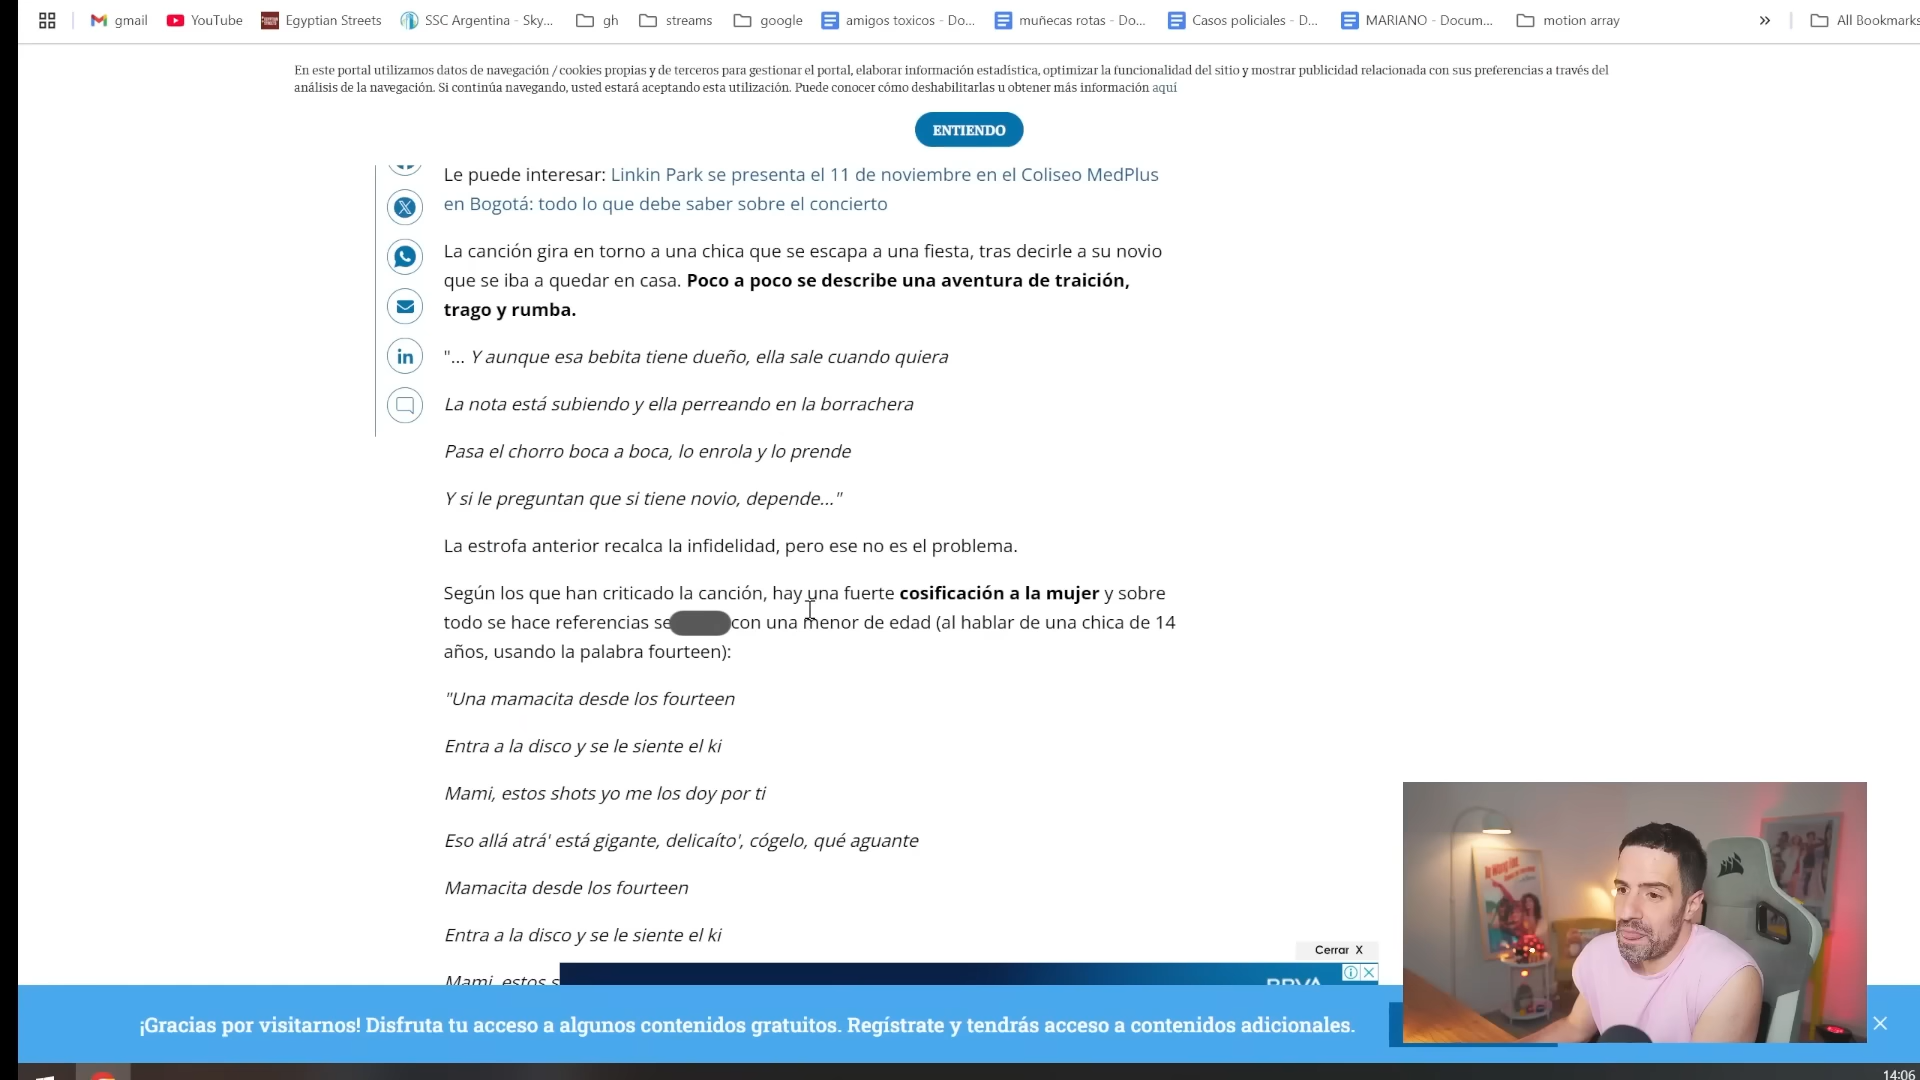 gmail YouTube Egyptian Streets SSC Argentina - Sky... gh streams google amigos toxicos - Do... muñecas rotas - Do... Casos policiales - D... MARIANO - Docum... motion array » All Bookmarks
En este portal utilizamos datos de navegación / cookies propias y de terceros para gestionar el portal, elaborar información estadística, optimizar la funcionalidad del sitio y mostrar publicidad relacionada con sus preferencias a través del
análisis de la navegación. Si continúa navegando, usted estará aceptando esta utilización. Puede conocer cómo deshabilitarlas u obtener más información aquí
ENTIENDO
Le puede interesar: Linkin Park se presenta el 11 de noviembre en el Coliseo MedPlus
en Bogotá: todo lo que debe saber sobre el concierto
La canción gira en torno a una chica que se escapa a una fiesta, tras decirle a su novio
que se iba a quedar en casa. Poco a poco se describe una aventura de traición,
trago y rumba.
"... Y aunque esa bebita tiene dueño, ella sale cuando quiera
La nota está subiendo y ella perreando en la borrachera
Pasa el chorro boca a boca, lo enrola y lo prende
Y si le preguntan que si tiene novio, depende..."
La estrofa anterior recalca la infidelidad, pero ese no es el problema.
Según los que han criticado la canción, hay una fuerte cosificación a la mujer y sobre
todo se hace referencias se con una menor de edad (al hablar de una chica de 14
años, usando la palabra fourteen):
"Una mamacita desde los fourteen
Entra a la disco y se le siente el ki
Mami, estos shots yo me los doy por ti
Eso allá atrá' está gigante, delicaíto', cógelo, qué aguante
Mamacita desde los fourteen
Entra a la disco y se le siente el ki
Cerrar X
Mami, estos s
BBVA
¡Gracias por visitarnos! Disfruta tu acceso a algunos contenidos gratuitos. Regístrate y tendrás acceso a contenidos adicionales.
14:06